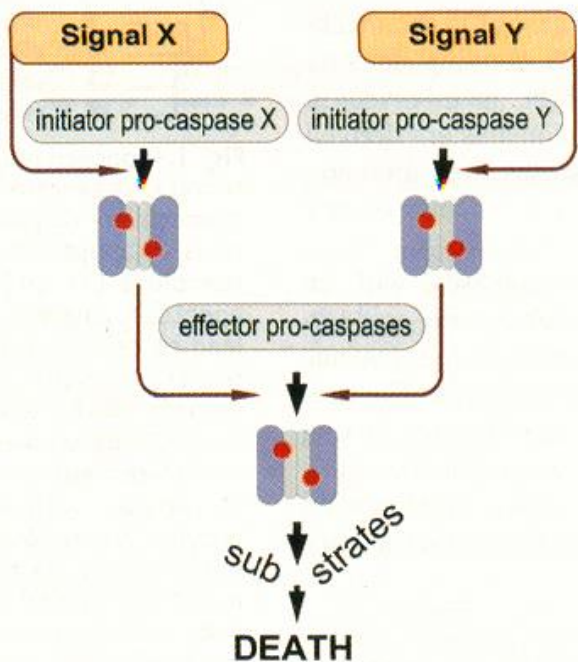 Signal X
Signal Y
initiator pro-caspase X
initiator pro-caspase Y
effector pro-caspases
sub strates
DEATH